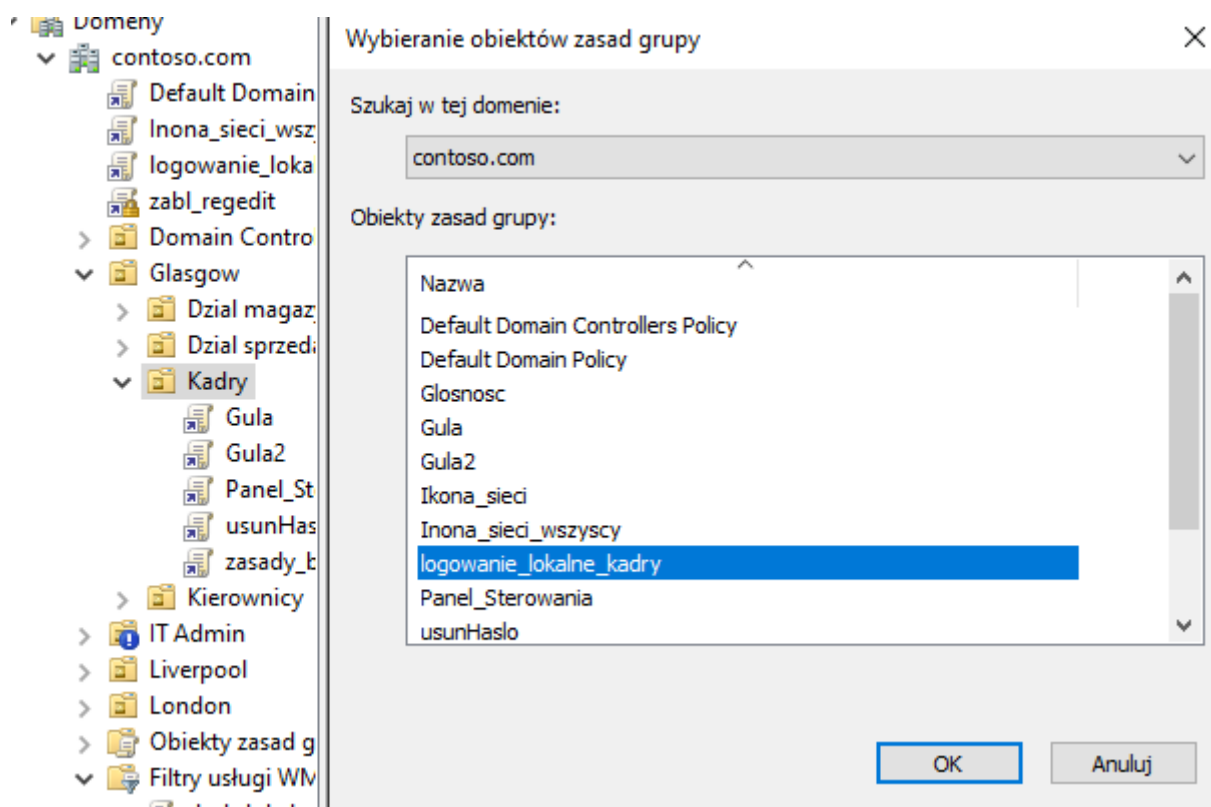 Domeny
contoso.com
Default Domain
Inona_sieci_wsz
logowanie_loka
zabl_regedit
Domain Contro
Glasgow
Dzial magaz
Dzial sprzeda
Kadry
Gula
Gula2
Panel_St
usunHas
zasady_b
Kierownicy
IT Admin
Liverpool
London
Obiekty zasad g
Filtry usługi WM
Wybieranie obiektów zasad grupy
Szukaj w tej domenie:
contoso.com
Obiekty zasad grupy:
Nazwa
Default Domain Controllers Policy
Default Domain Policy
Glosnosc
Gula
Gula2
Ikona_sieci
Inona_sieci_wszyscy
logowanie_lokalne_kadry
Panel_Sterowania
usunHaslo
OK
Anuluj